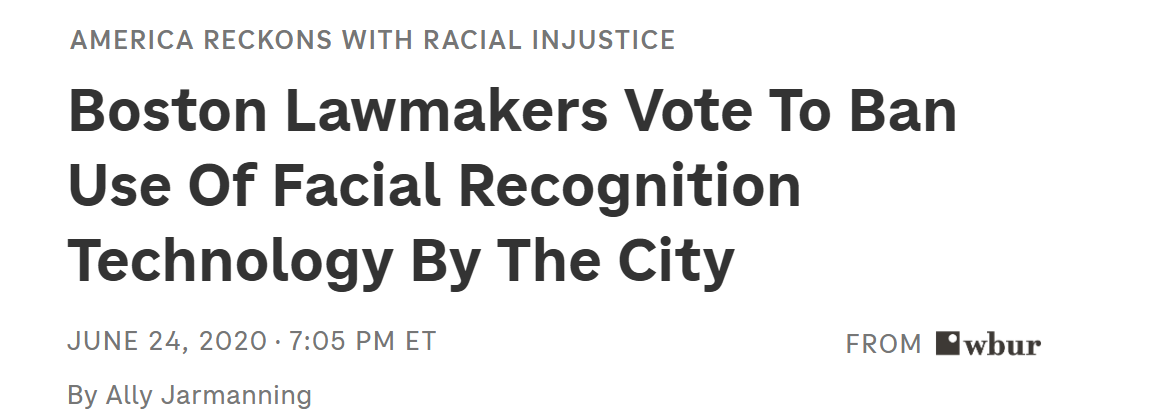 AMERICA RECKONS WITH RACIAL INJUSTICE
Boston Lawmakers Vote To Ban
Use Of Facial Recognition
Technology By The City
JUNE 24, 2020 · 7:05 PM ET
FROM wbur
By Ally Jarmanning